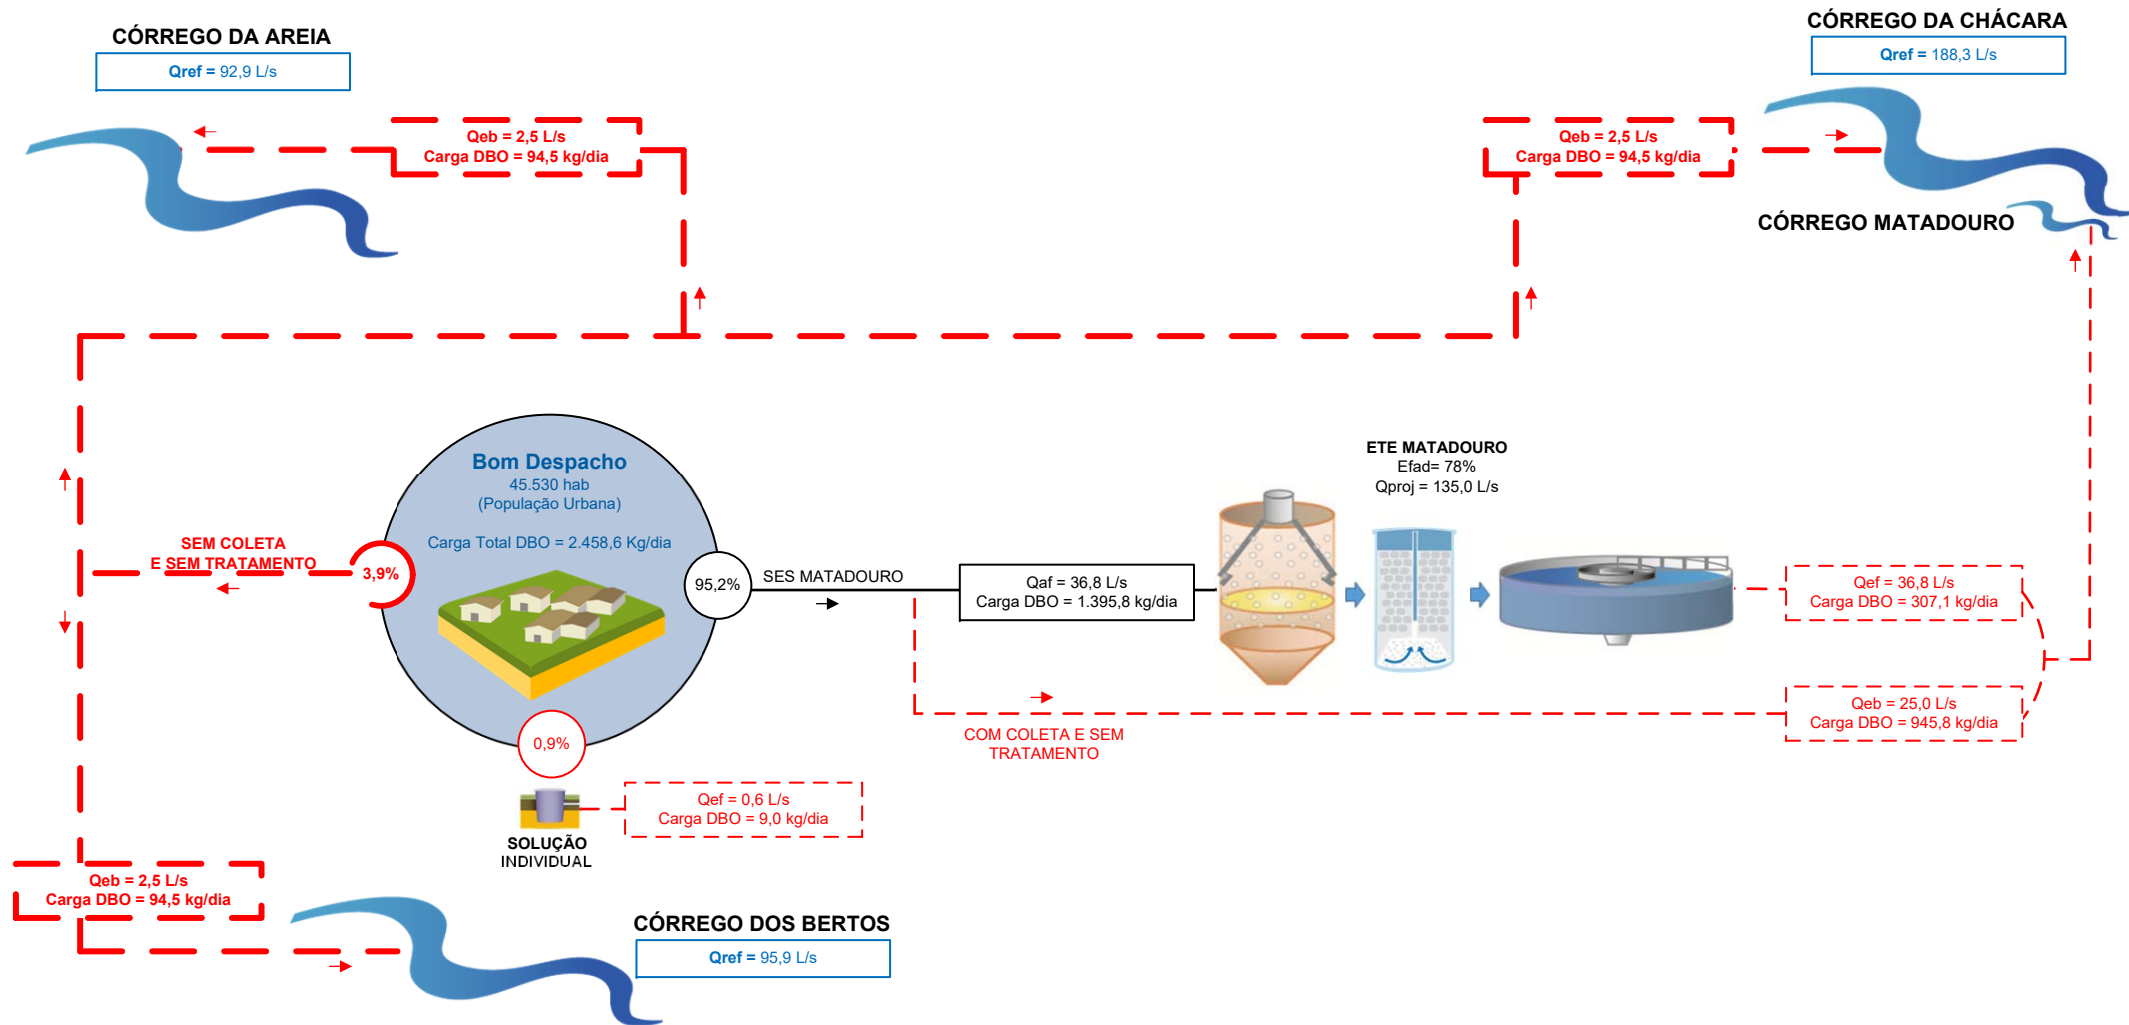 CÓRREGO DA AREIA
Qref = 92,9 L/s
CÓRREGO DA CHÁCARA
Qref = 188,3 L/s
Qeb = 2,5 L/s
Carga DBO = 94,5 kg/dia
Qeb = 2,5 L/s
Carga DBO = 94,5 kg/dia
CÓRREGO MATADOURO
Bom Despacho
45.530 hab
(População Urbana)
Carga Total DBO = 2.458,6 Kg/dia
ETE MATADOURO
Efad= 78%
Qproj = 135,0 L/s
SEM COLETA
E SEM TRATAMENTO
3,9%
95,2%
SES MATADOURO
Qaf = 36,8 L/s
Carga DBO = 1.395,8 kg/dia
Qef = 36,8 L/s
Carga DBO = 307,1 kg/dia
Qeb = 25,0 L/s
Carga DBO = 945,8 kg/dia
COM COLETA E SEM
TRATAMENTO
0,9%
Qef = 0,6 L/s
Carga DBO = 9,0 kg/dia
SOLUÇÃO
INDIVIDUAL
Qeb = 2,5 L/s
Carga DBO = 94,5 kg/dia
CÓRREGO DOS BERTOS
Qref = 95,9 L/s